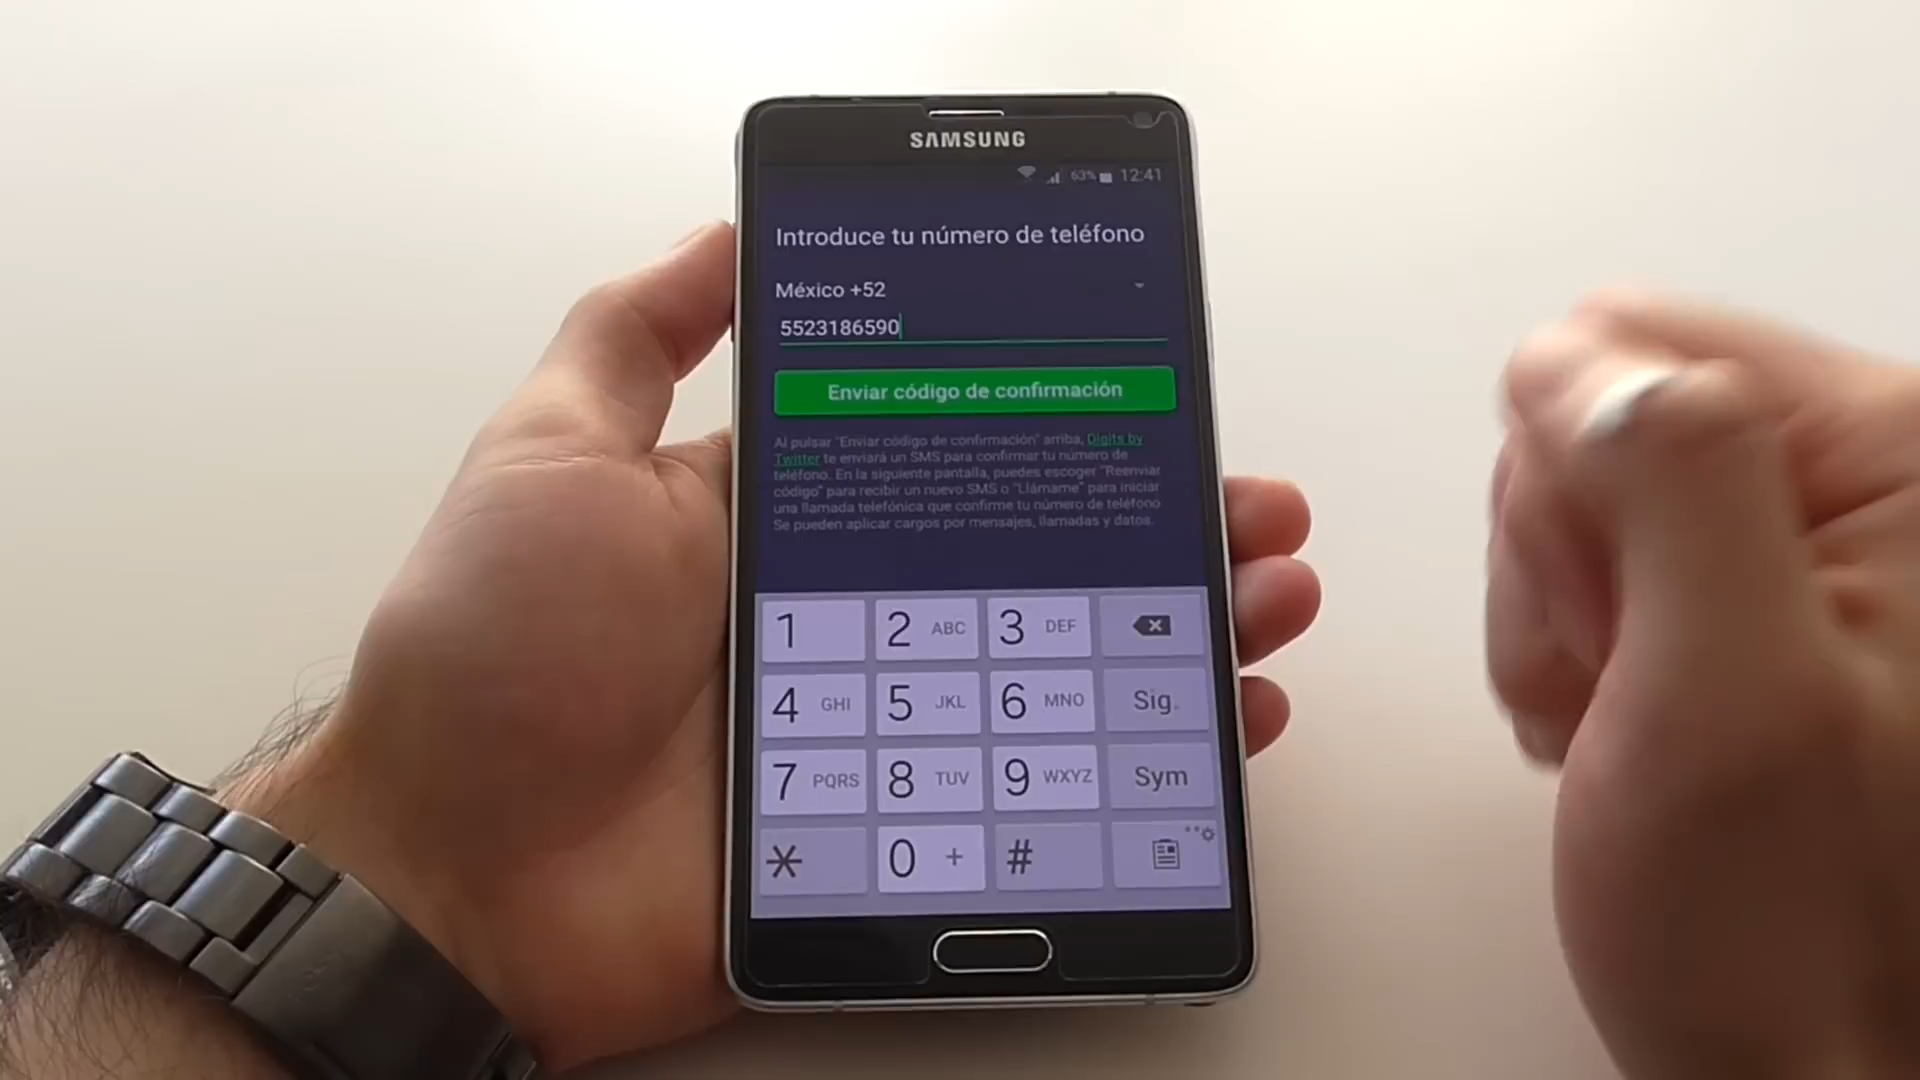 SAMSUNG
63% 12:41
Introduce tu número de teléfono
México +52
5523186590
Enviar código de confirmación
Al pulsar "Enviar código de confirmación" arriba, Digits by
Twitter te enviará un SMS para confirmar tu número de
teléfono. En la siguiente pantalla, puedes escoger "Reenviar
código" para recibir un nuevo SMS o "Llámame" para iniciar
una llamada telefónica que confirme tu número de teléfono
Se pueden aplicar cargos por mensajes, llamadas y datos.
1 2 ABC 3 DEF
4 GHI 5 JKL 6 MNO Sig.
7 PQRS 8 TUV 9 WXYZ Sym
* 0 + #